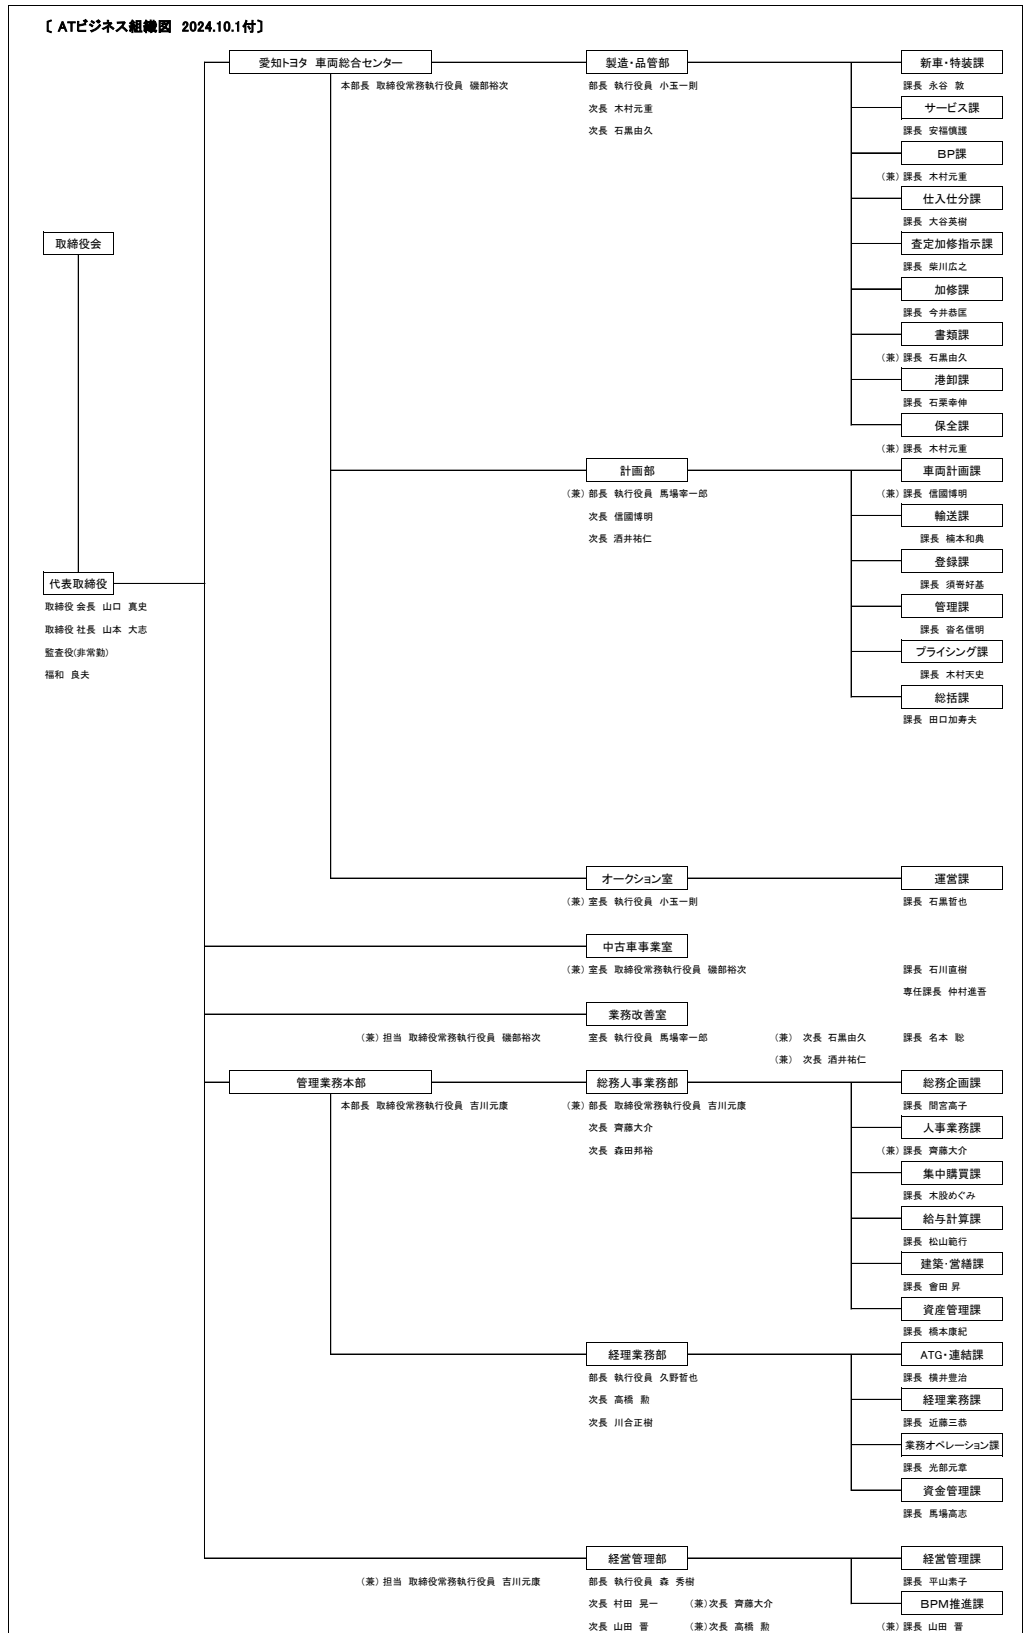 〔 ATビジネス組織図 2024.10.1付〕
愛知トヨタ 車両総合センター
本部長 取締役常務執行役員 磯部裕次
製造・品管部
部長 執行役員 小玉一則
次長 木村元重
次長 石黒由久
新車・特装課
課長 永谷 敦
サービス課
課長 安福慎護
BP課
(兼) 課長 木村元重
仕入仕分課
課長 大谷英樹
査定加修指示課
課長 柴川広之
加修課
課長 今井恭匡
書類課
(兼) 課長 石黒由久
港卸課
課長 石栗幸伸
保全課
(兼) 課長 木村元重
取締役会
代表取締役
取締役 会長 山口 真史
取締役 社長 山本 大志
監査役(非常勤)
福和 良夫
計画部
(兼) 部長 執行役員 馬場宰一郎
次長 信國博明
次長 酒井祐仁
車両計画課
(兼) 課長 信國博明
輸送課
課長 楠本和典
登録課
課長 須嵜好基
管理課
課長 沓名信明
プライシング課
課長 木村天史
総括課
課長 田口加寿夫
オークション室
(兼) 室長 執行役員 小玉一則
運営課
課長 石黒哲也
中古車事業室
(兼) 室長 取締役常務執行役員 磯部裕次
課長 石川直樹
専任課長 仲村進吾
業務改善室
(兼) 担当 取締役常務執行役員 磯部裕次
室長 執行役員 馬場宰一郎
(兼) 次長 石黒由久
(兼) 次長 酒井祐仁
課長 名本 聡
管理業務本部
本部長 取締役常務執行役員 吉川元康
総務人事業務部
(兼) 部長 取締役常務執行役員 吉川元康
次長 齊藤大介
次長 森田邦裕
総務企画課
課長 間宮高子
人事業務課
(兼) 課長 齊藤大介
集中購買課
課長 木股めぐみ
給与計算課
課長 松山範行
建築・営繕課
課長 會田 昇
資産管理課
課長 橋本康紀
経理業務部
部長 執行役員 久野哲也
次長 高橋 勲
次長 川合正樹
ATG・連結課
課長 横井豊治
経理業務課
課長 近藤三恭
業務オペレーション課
課長 光部元章
資金管理課
課長 馬場高志
経営管理部
(兼) 担当 取締役常務執行役員 吉川元康
部長 執行役員 森 秀樹
次長 村田 晃一 (兼)次長 齊藤大介
次長 山田 晋 (兼)次長 高橋 勲
経営管理課
課長 平山素子
BPM推進課
(兼) 課長 山田 晋